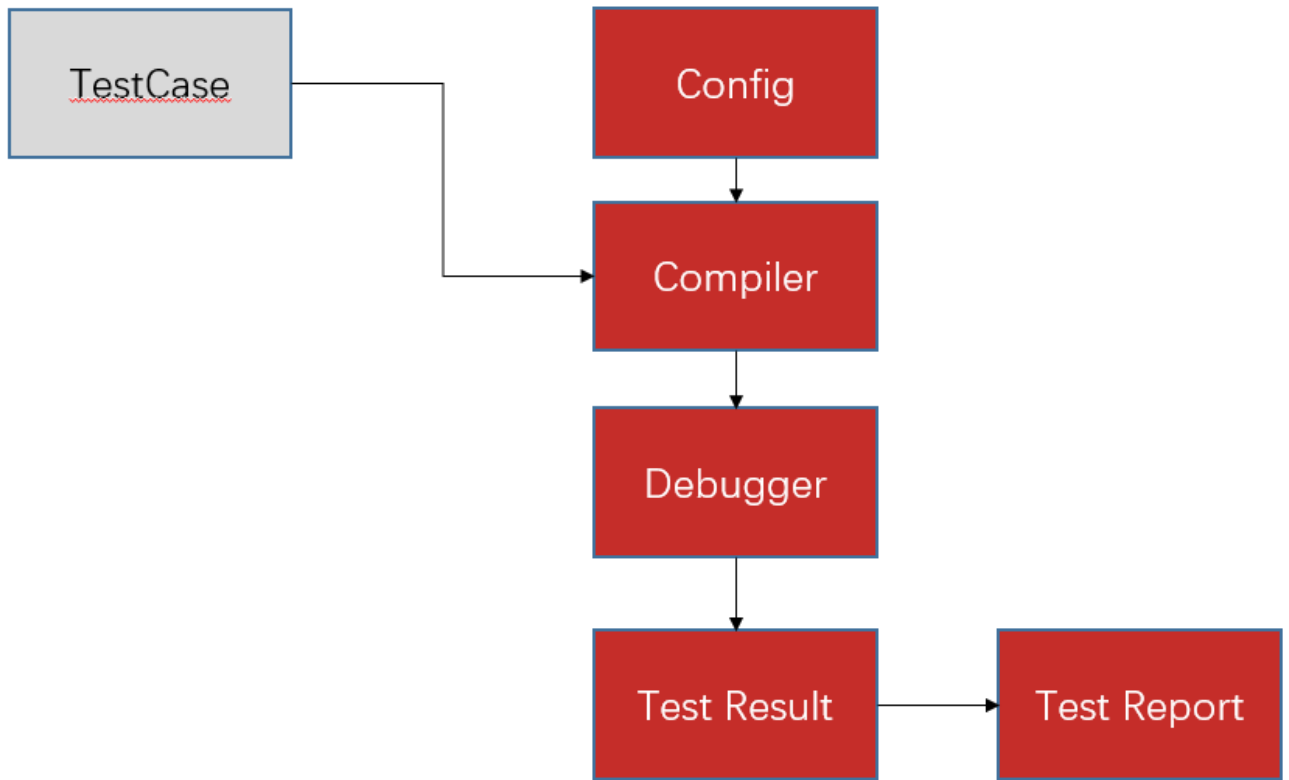 TestCase
Config
Compiler
Debugger
Test Result
Test Report